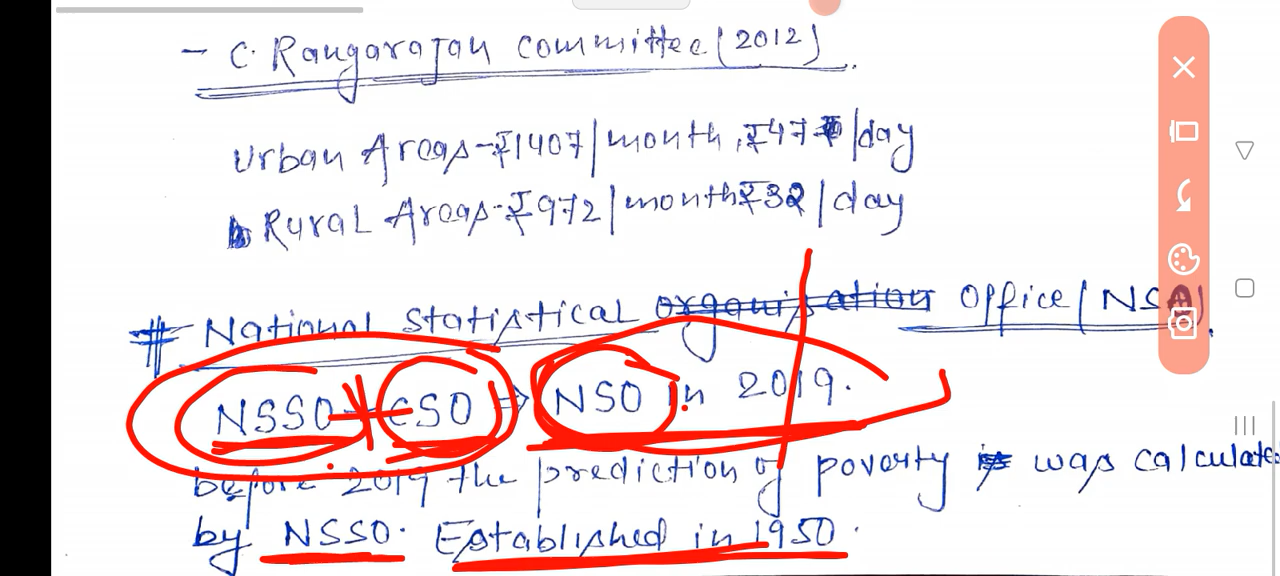 - C. Rangarajan committee (2012)
Urban Areas - ₹1407/month, ₹47/day
Rural Areas - ₹972/month ₹32/day
# National Statistical organisation Office (NSO).
NSSO + CSO ⇒ NSO in 2019.
before 2019 the prediction of poverty was calculate
by NSSO. Established in 1950.